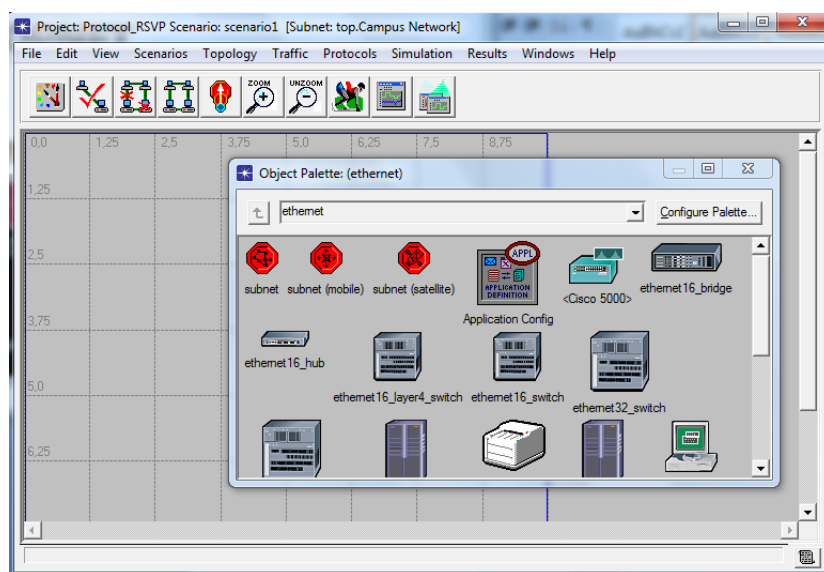 Project: Protocol_RSVP Scenario: scenario1 [Subnet: top.Campus Network]
File Edit View Scenarios Topology Traffic Protocols Simulation Results Windows Help
ZOOM UNZOOM
0,0 1,25 2,5 3,75 5,0 6,25 7,5 8,75
Object Palette: (ethernet)
1,25
ethernet Configure Palette...
2,5
APPL
APPLICATION
DEFINITION
subnet subnet (mobile) subnet (satellite) <Cisco 5000> ethernet16_bridge
3,75
Application Config
ethernet16_hub
5,0
ethernet16_layer4_switch ethernet16_switch ethernet32_switch
6,25